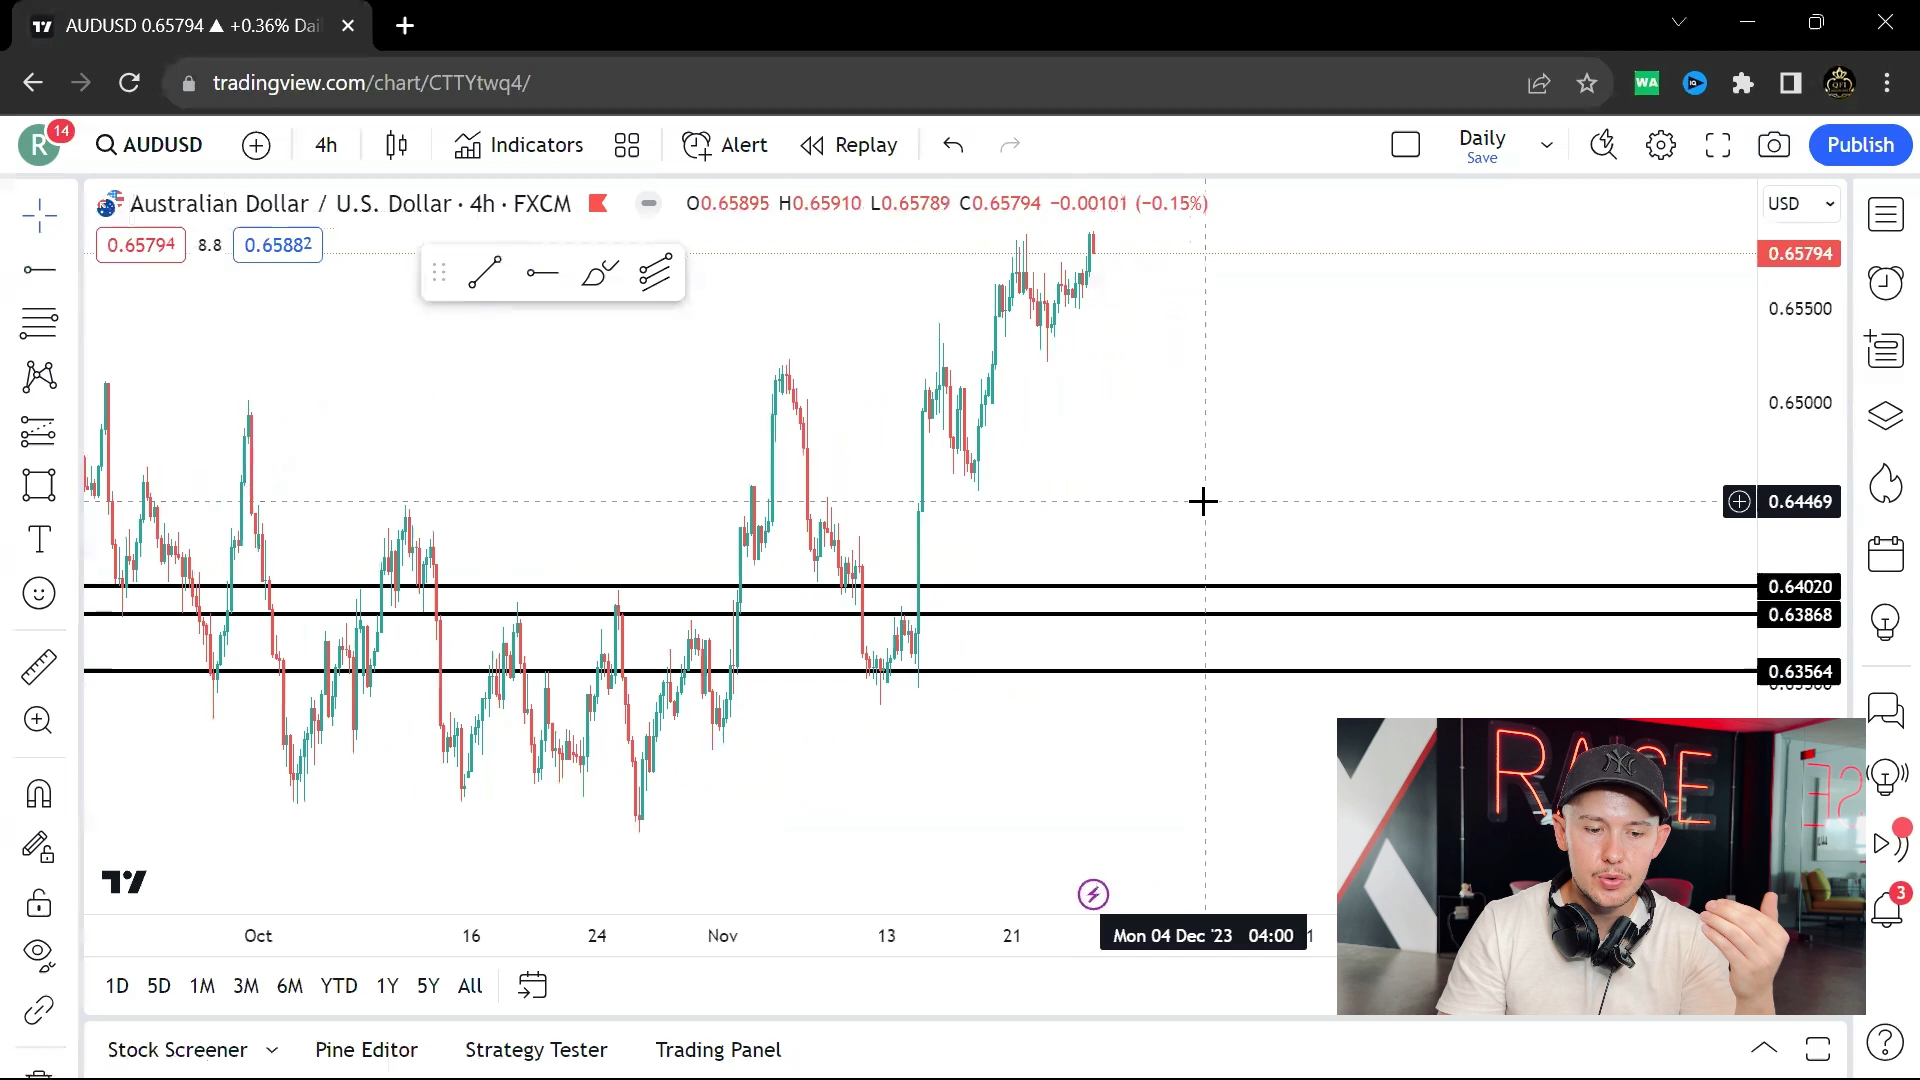 AUDUSD 0.65794 ▲ +0.36% Dai
tradingview.com/chart/CTTYtwq4/
WA
R 14 AUDUSD 4h Indicators Alert Replay Daily Publish
Save
Australian Dollar / U.S. Dollar · 4h · FXCM O0.65895 H0.65910 L0.65789 C0.65794 −0.00101 (−0.15%) USD
0.65794 8.8 0.65882 0.65794
0.65500
0.65000
0.64469
0.64020
0.63868
0.63564
RAISE
NY
3
Oct 16 24 Nov 13 21 Mon 04 Dec '23 04:00
1D 5D 1M 3M 6M YTD 1Y 5Y All
Stock Screener Pine Editor Strategy Tester Trading Panel